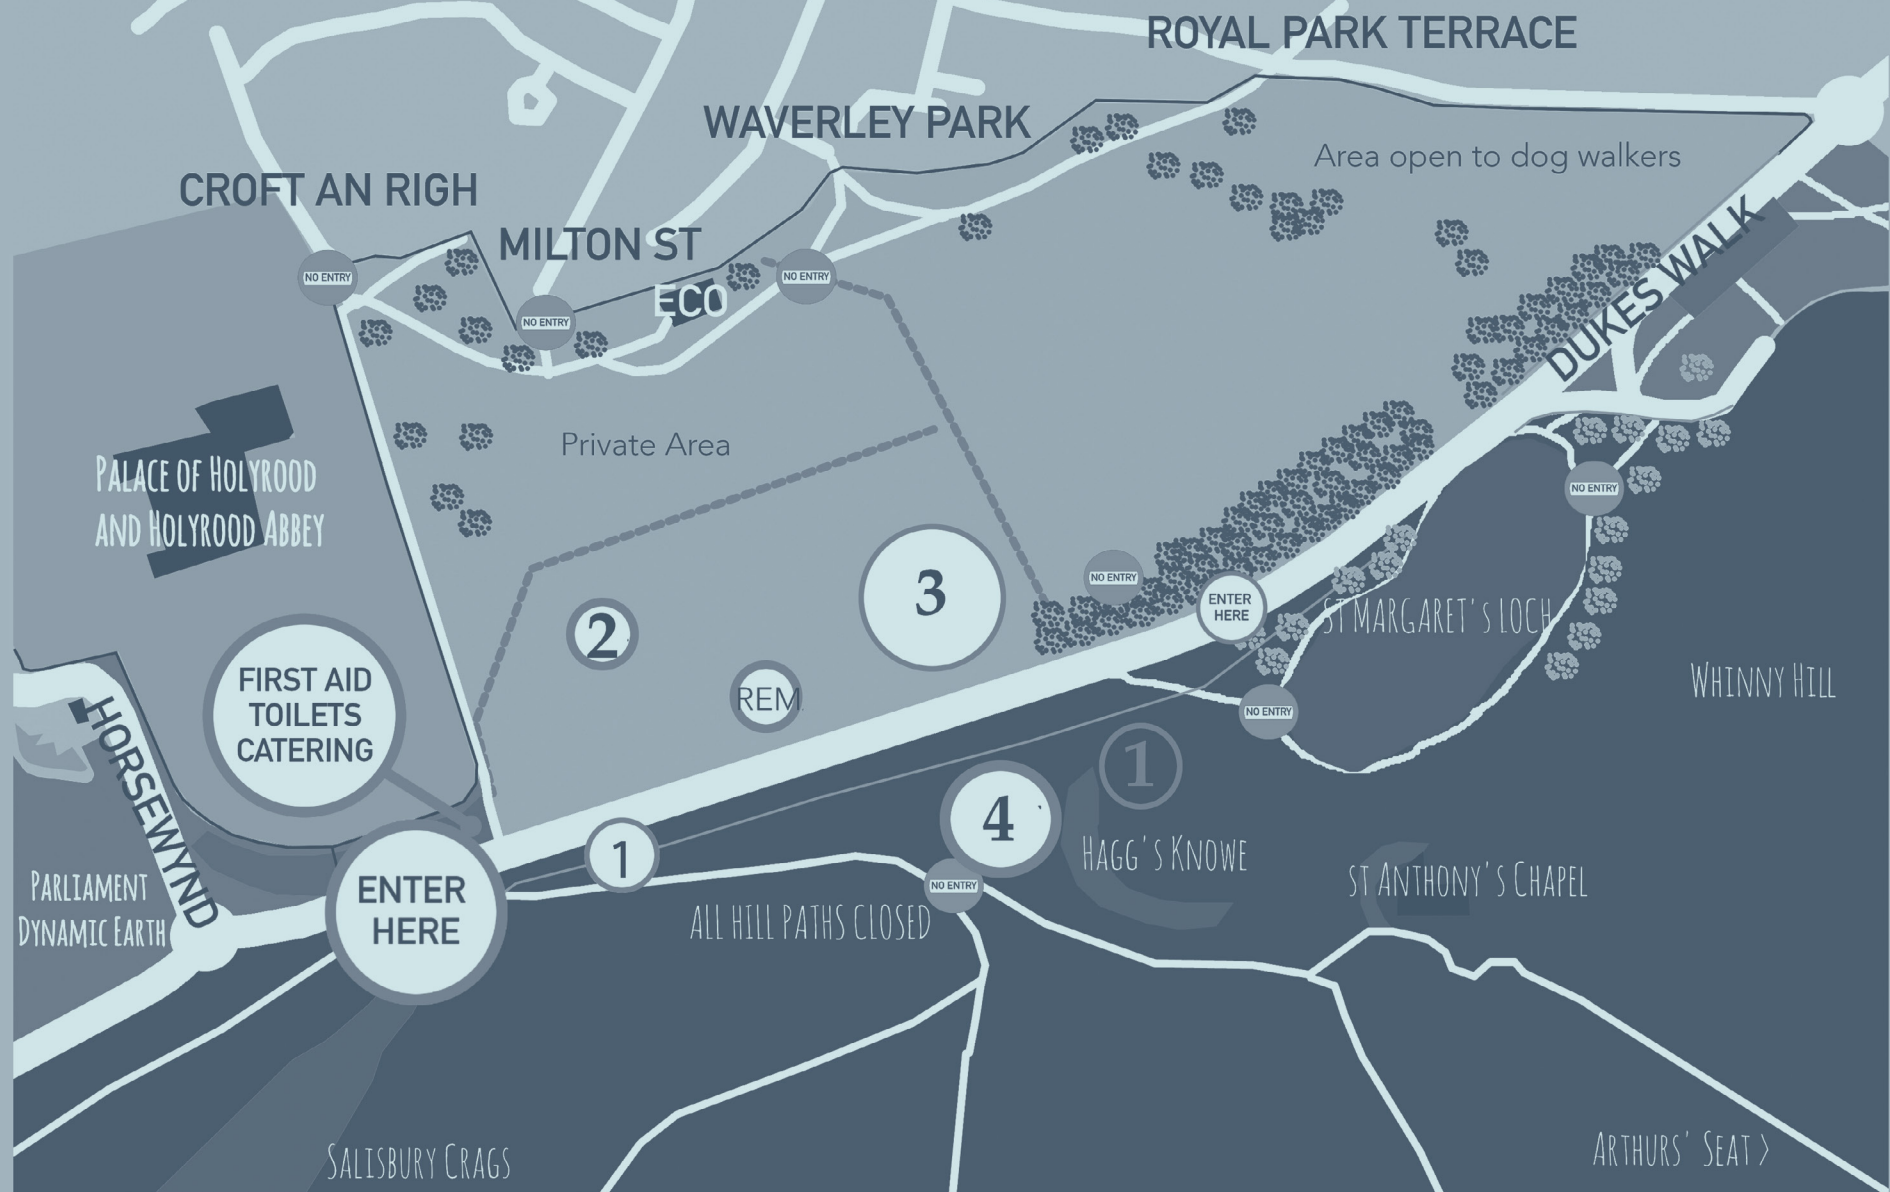 ROYAL PARK TERRACE
WAVERLEY PARK
Area open to dog walkers
CROFT AN RIGH
MILTON ST
NO ENTRY
NO ENTRY
ECO
NO ENTRY
DUKES WALK
Private Area
PALACE OF HOLYROOD
AND HOLYROOD ABBEY
NO ENTRY
NO ENTRY
3
ENTER
HERE
ST MARGARET's LOCH
2
REM
FIRST AID
TOILETS
CATERING
WHINNY HILL
NO ENTRY
HORSEWYND
1
4
HAGG's KNOWE
1
ST ANTHONY's CHAPEL
PARLIAMENT
DYNAMIC EARTH
ENTER
HERE
NO ENTRY
ALL HILL PATHS CLOSED
SALISBURY CRAGS
ARTHURS' SEAT >